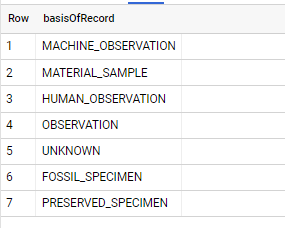 Row basisOfRecord
1 MACHINE_OBSERVATION
2 MATERIAL_SAMPLE
3 HUMAN_OBSERVATION
4 OBSERVATION
5 UNKNOWN
6 FOSSIL_SPECIMEN
7 PRESERVED_SPECIMEN